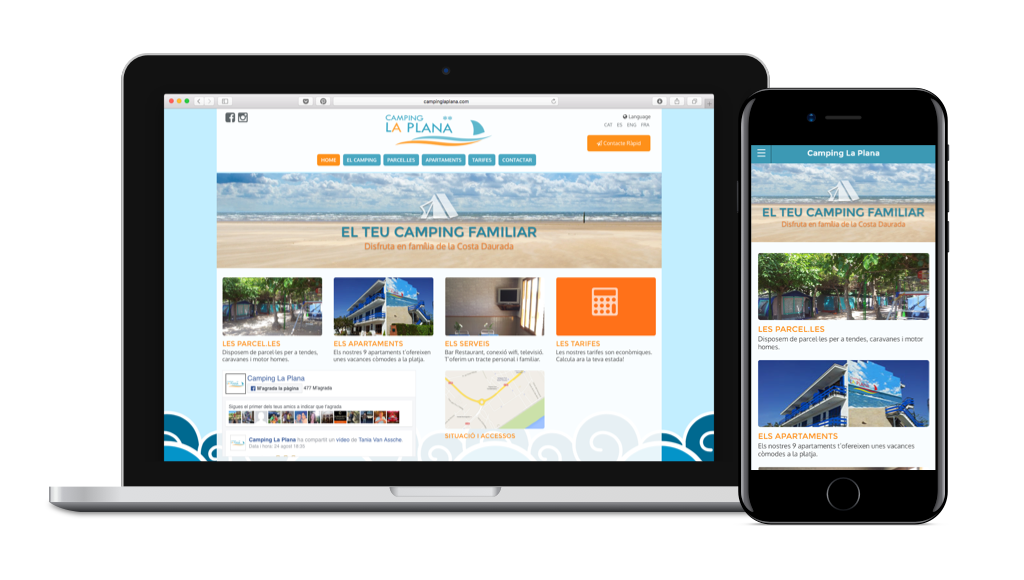 campinglaplana.com
CAMPING
LA PLANA
Language
CAT ES ENG FRA
Contacte Ràpid
HOME EL CAMPING PARCEL.LES APARTAMENTS TARIFES CONTACTAR
EL TEU CAMPING FAMILIAR
Disfruta en família de la Costa Daurada
LES PARCEL.LES
Disposem de parcel·les per a tendes,
caravanes i motor homes.
ELS APARTAMENTS
Els nostres 9 apartaments t'ofereixen
unes vacances còmodes a la platja.
ELS SERVEIS
Bar Restaurant, conexió wifi, televisió.
T'oferim un tracte personal i familiar.
LES TARIFES
Les nostres tarifes son econòmiques.
Calcula ara la teva estada!
Camping La Plana
M'agrada la pàgina 477 M'agrada
Sigues el primer dels teus amics a indicar que t'agrada
Camping La Plana ha compartit un vídeo de Tania Van Assche.
SITUACIÓ I ACCESSOS
Camping La Plana
EL TEU CAMPING FAMILIAR
Disfruta en família de la Costa Daurada
LES PARCEL.LES
Disposem de parcel·les per a tendes, caravanes i motor
homes.
ELS APARTAMENTS
Els nostres 9 apartaments t'ofereixen unes vacances
còmodes a la platja.